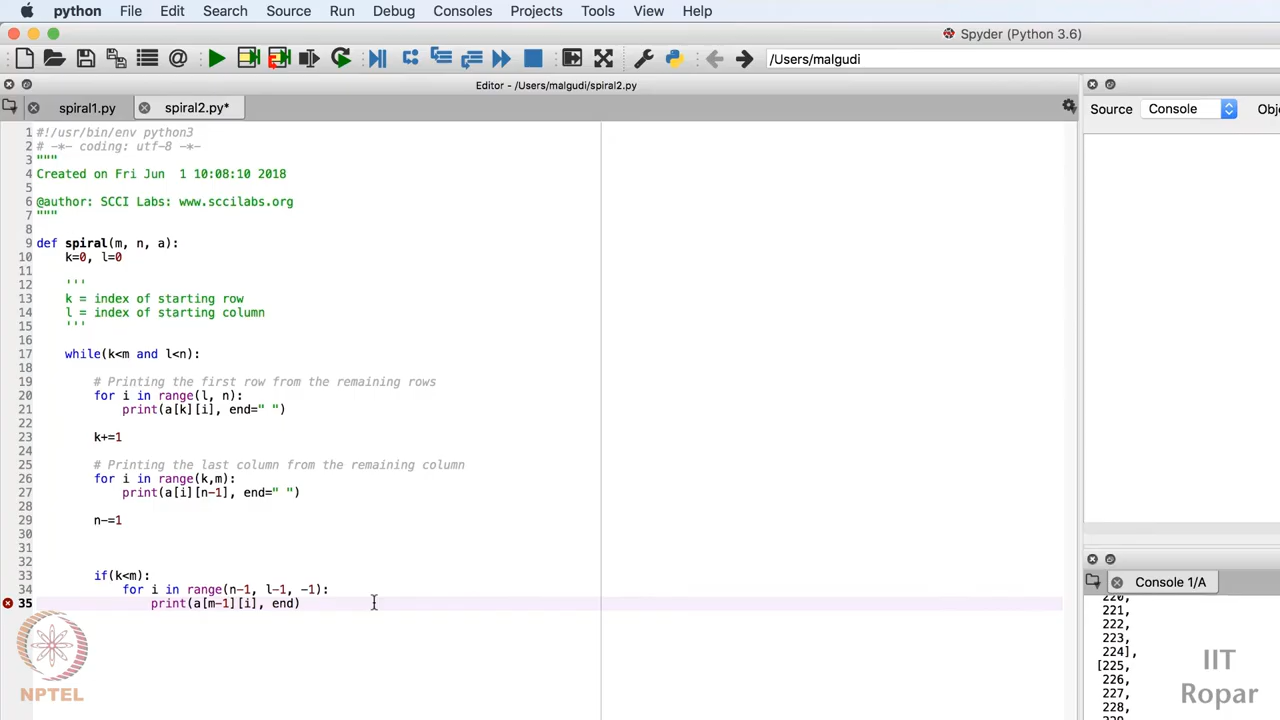 python File Edit Search Source Run Debug Consoles Projects Tools View Help
Spyder (Python 3.6)
/Users/malgudi
Editor - /Users/malgudi/spiral2.py
spiral1.py spiral2.py*
Source Console Obj
1 #!/usr/bin/env python3
2 # -*- coding: utf-8 -*-
3 """
4 Created on Fri Jun  1 10:08:10 2018
5
6 @author: SCCI Labs: www.sccilabs.org
7 """
8
9 def spiral(m, n, a):
10     k=0, l=0
11
12     '''
13     k = index of starting row
14     l = index of starting column
15     '''
16
17     while(k<m and l<n):
18
19         # Printing the first row from the remaining rows
20         for i in range(l, n):
21             print(a[k][i], end=" ")
22
23         k+=1
24
25         # Printing the last column from the remaining column
26         for i in range(k,m):
27             print(a[i][n-1], end=" ")
28
29         n-=1
30
31
32
33         if(k<m):
34             for i in range(n-1, l-1, -1):
35                 print(a[m-1][i], end)
Console 1/A
220,
221,
222,
223,
224],
[225,
226,
227,
228,
NPTEL
IIT
Ropar